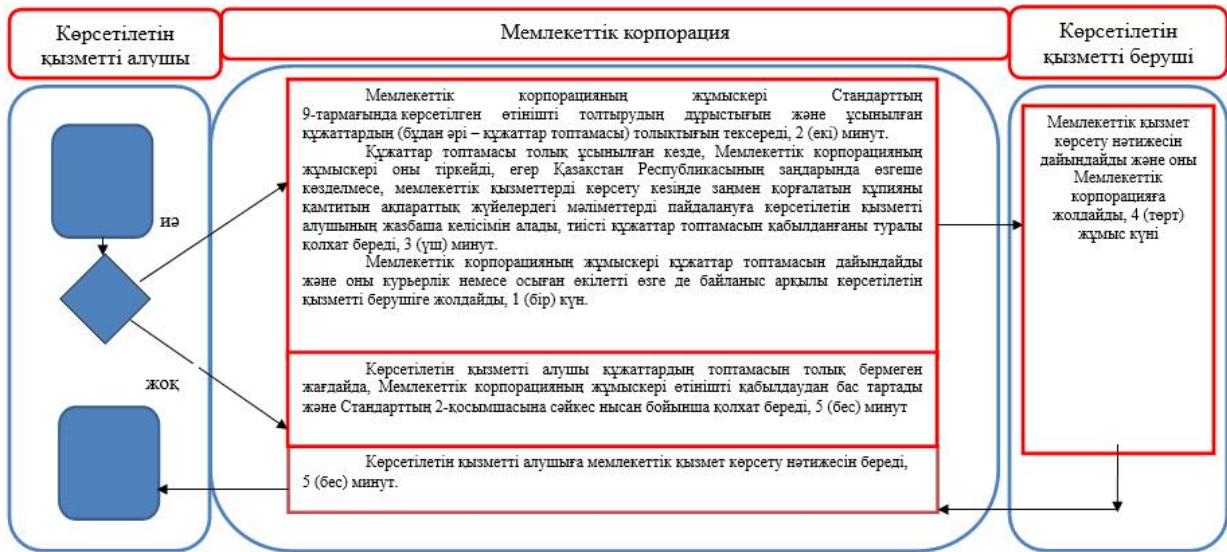 Көрсетілетін
қызметті алушы
Мемлекеттік корпорация
Көрсетілетін
қызметті беруші
иә
жоқ
Мемлекеттік корпорацияның жұмыскері Стандарттың
9-тармағында көрсетілген өтінішті толтырудың дұрыстығын және ұсынылған
құжаттардың (бұдан әрі – құжаттар топтамасы) толықтығын тексереді, 2 (екі) минут.
Құжаттар топтамасы толық ұсынылған кезде, Мемлекеттік корпорацияның
жұмыскері оны тіркейді, егер Қазақстан Республикасының заңдарында өзгеше
көзделмесе, мемлекеттік қызметтерді көрсету кезінде заңмен қорғалатын құпияны
қамтитын ақпараттық жүйелердегі мәліметтерді пайдалануға көрсетілетін қызметті
алушының жазбаша келісімін алады, тиісті құжаттар топтамасын қабылданғаны туралы
қолхат береді, 3 (үш) минут.
Мемлекеттік корпорацияның жұмыскері құжаттар топтамасын дайындайды
және оны курьерлік немесе осыған өкілетті өзге де байланыс арқылы көрсетілетін
қызметті берушіге жолдайды, 1 (бір) күн.
Көрсетілетін қызметті алушы құжаттардың топтамасын толық бермеген
жағдайда, Мемлекеттік корпорацияның жұмыскері өтінішті қабылдаудан бас тартады
және Стандарттың 2-қосымшасына сәйкес нысан бойынша қолхат береді, 5 (бес) минут
Көрсетілетін қызметті алушыға мемлекеттік қызмет көрсету нәтижесін береді,
5 (бес) минут.
Мемлекеттік қызмет
көрсету нәтижесін
дайындайды және оны
Мемлекеттік
корпорацияға
жолдайды, 4 (төрт)
жұмыс күні